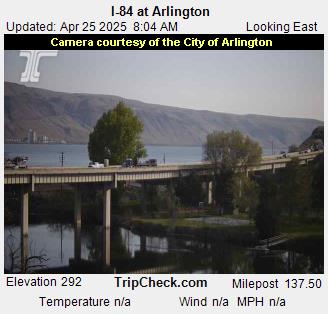 I-84 at Arlington
Updated: Apr 25 2025 8:04 AM Looking East
Camera courtesy of the City of Arlington
Elevation 292 TripCheck.com Milepost 137.50
Temperature n/a Wind n/a MPH n/a